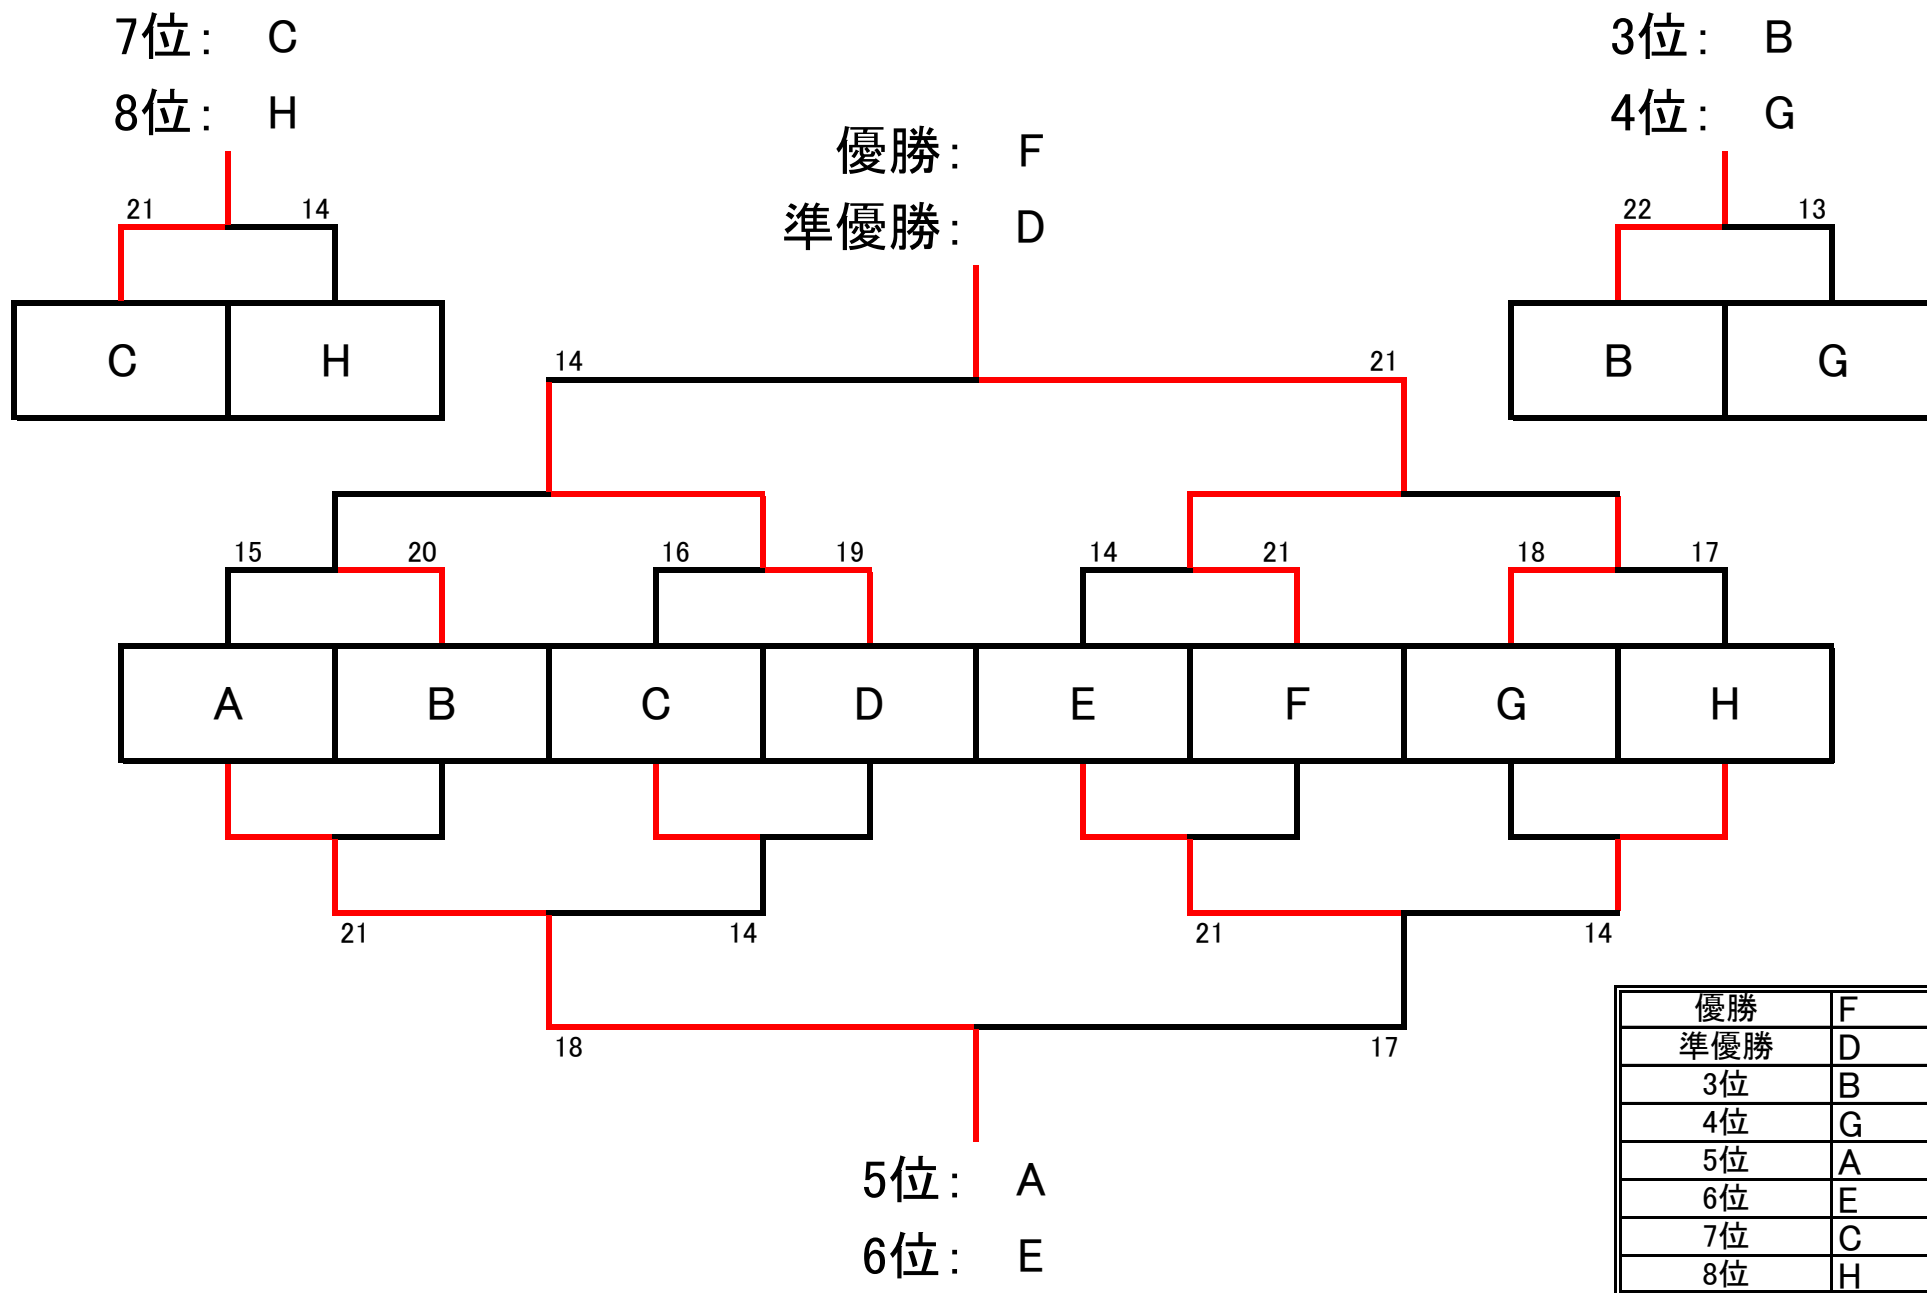 7位： C
8位： H
3位： B
4位： G
優勝： F
準優勝： D
21 14
22 13
C H
14 21
B G
15 20 16 19 14 21 18 17
A B C D E F G H
21 14 21 14
18 17
5位： A
6位： E
優勝 F
準優勝 D
3位 B
4位 G
5位 A
6位 E
7位 C
8位 H